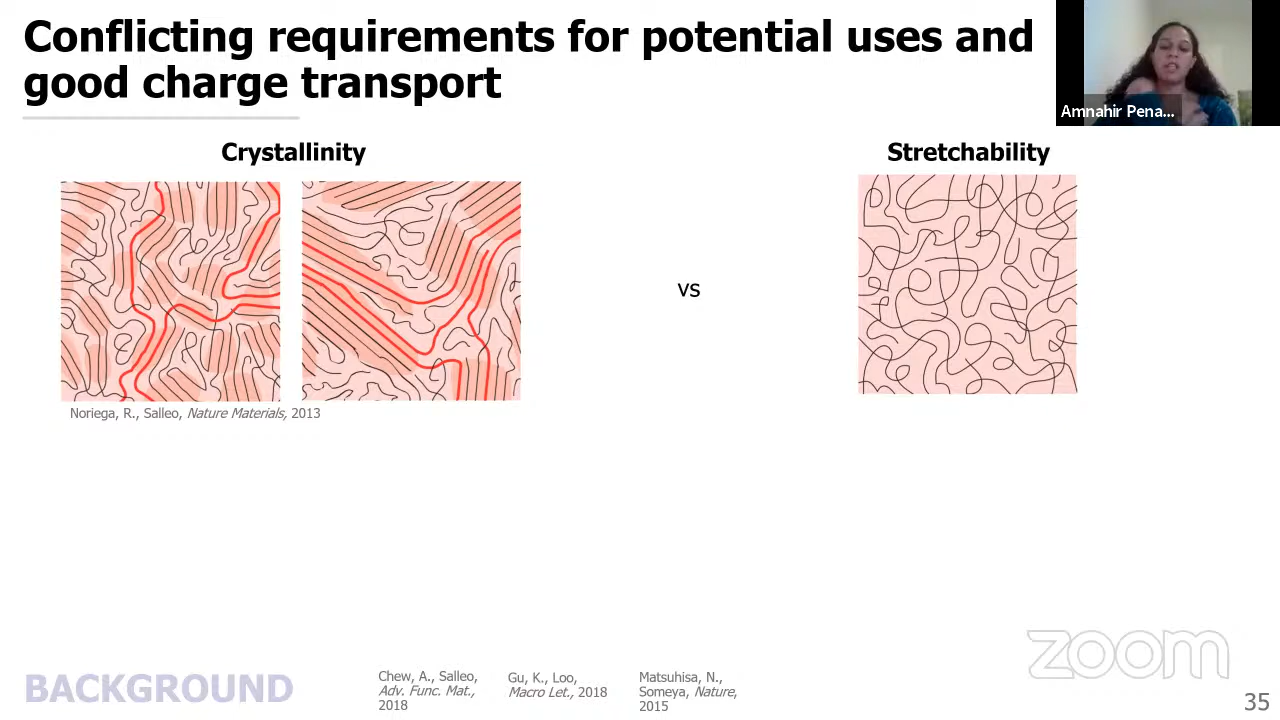 Conflicting requirements for potential uses and
good charge transport
Amnahir Pena...
Crystallinity
Stretchability
vs
Noriega, R., Salleo, Nature Materials, 2013
zoom
BACKGROUND
Chew, A., Salleo,
Adv. Func. Mat.,
2018
Gu, K., Loo,
Macro Let., 2018
Matsuhisa, N.,
Someya, Nature,
2015
35